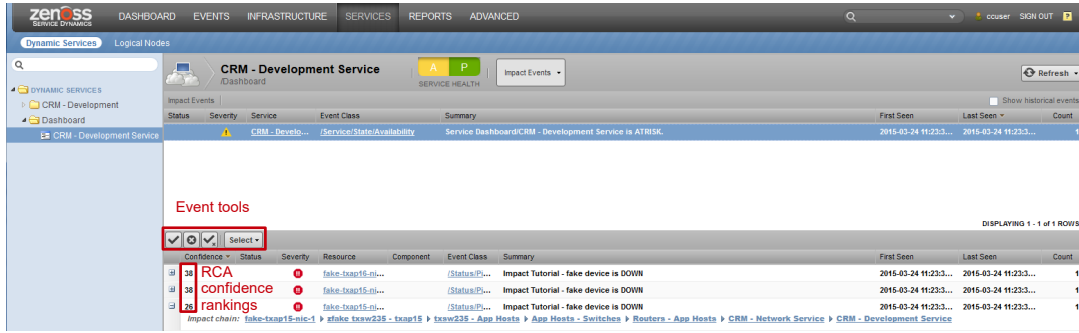 zenoss
SERVICE DYNAMICS
DASHBOARD EVENTS INFRASTRUCTURE SERVICES REPORTS ADVANCED
ccuser SIGN OUT ?
Dynamic Services Logical Nodes
DYNAMIC SERVICES
CRM - Development
Dashboard
CRM - Development Service
CRM - Development Service
/Dashboard
A P
SERVICE HEALTH
Impact Events
Refresh
Impact Events
Show historical events
Status Severity Service Event Class Summary First Seen Last Seen Count
CRM - Develo... /Service/State/Availability Service Dashboard/CRM - Development Service is ATRISK. 2015-03-24 11:23:3... 2015-03-24 11:23:3... 1
Event tools
DISPLAYING 1 - 1 of 1 ROWS
Select
Confidence Status Severity Resource Component Event Class Summary First Seen Last Seen Count
38 fake-txap16-ni... /Status/Pi... Impact Tutorial - fake device is DOWN 2015-03-24 11:23:3... 2015-03-24 11:23:3... 1
38 fake-txap15-ni... /Status/Pi... Impact Tutorial - fake device is DOWN 2015-03-24 11:23:3... 2015-03-24 11:23:3... 1
26 fake-txap15-ni... /Status/Pi... Impact Tutorial - fake device is DOWN 2015-03-24 11:23:3... 2015-03-24 11:23:3... 1
RCA
confidence
rankings
Impact chain: fake-txap15-nic-1 zfake txsw235 - txap15 txsw235 - App Hosts App Hosts - Switches Routers - App Hosts CRM - Network Service CRM - Development Service